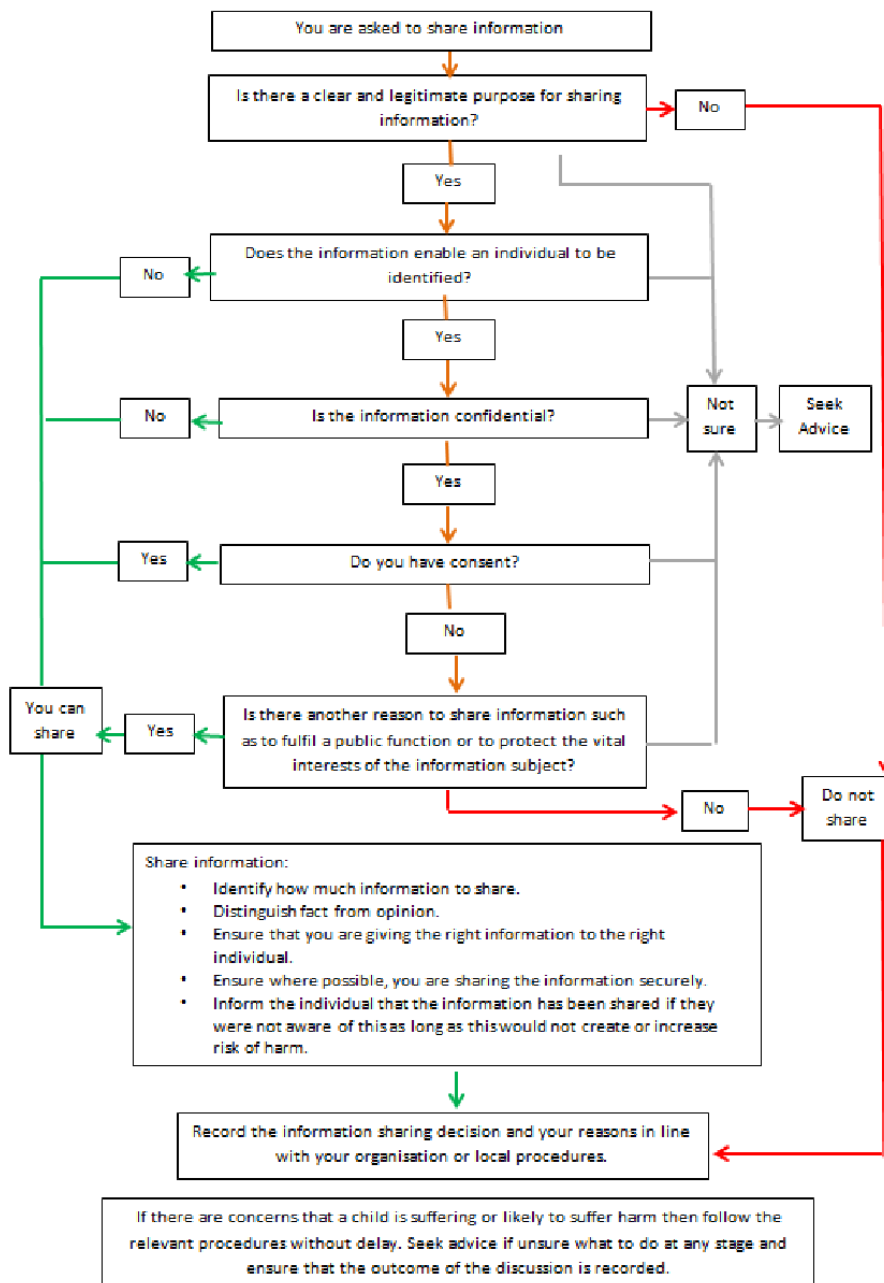 You are asked to share information
Is there a clear and legitimate purpose for sharing
information?
No
Yes
Does the information enable an individual to be
identified?
No
Yes
Is the information confidential?
No
Not
sure
Seek
Advice
Yes
Do you have consent?
Yes
No
Is there another reason to share information such
as to fulfil a public function or to protect the vital
interests of the information subject?
You can
share
Yes
No
Do not
share
Share information:
• Identify how much information to share.
• Distinguish fact from opinion.
• Ensure that you are giving the right information to the right
individual.
• Ensure where possible, you are sharing the information securely.
• Inform the individual that the information has been shared if they
were not aware of this as long as this would not create or increase
risk of harm.
Record the information sharing decision and your reasons in line
with your organisation or local procedures.
If there are concerns that a child is suffering or likely to suffer harm then follow the
relevant procedures without delay. Seek advice if unsure what to do at any stage and
ensure that the outcome of the discussion is recorded.